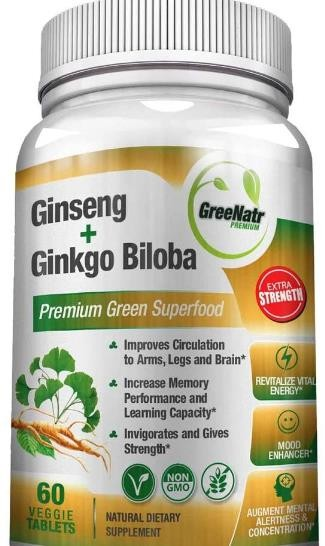 GreeNatr
PREMIUM
Ginseng
+
Ginkgo Biloba
EXTRA
STRENGTH
Premium Green Superfood
Improves Circulation
to Arms, Legs and Brain*
Increase Memory
Performance and
Learning Capacity*
Invigorates and Gives
Strength*
REVITALIZE VITAL
ENERGY*
MOOD
ENHANCER*
AUGMENT MENTAL
ALERTNESS &
CONCENTRATION*
60
VEGGIE
TABLETS
V
NON
GMO
NATURAL DIETARY
SUPPLEMENT